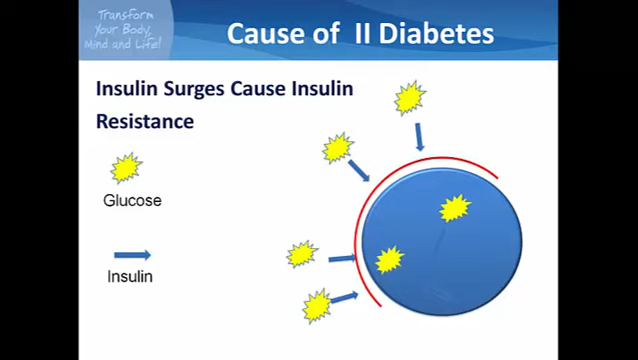 Transform
Your Body,
Mind and Life!
Cause of II Diabetes
Insulin Surges Cause Insulin
Resistance
Glucose
Insulin